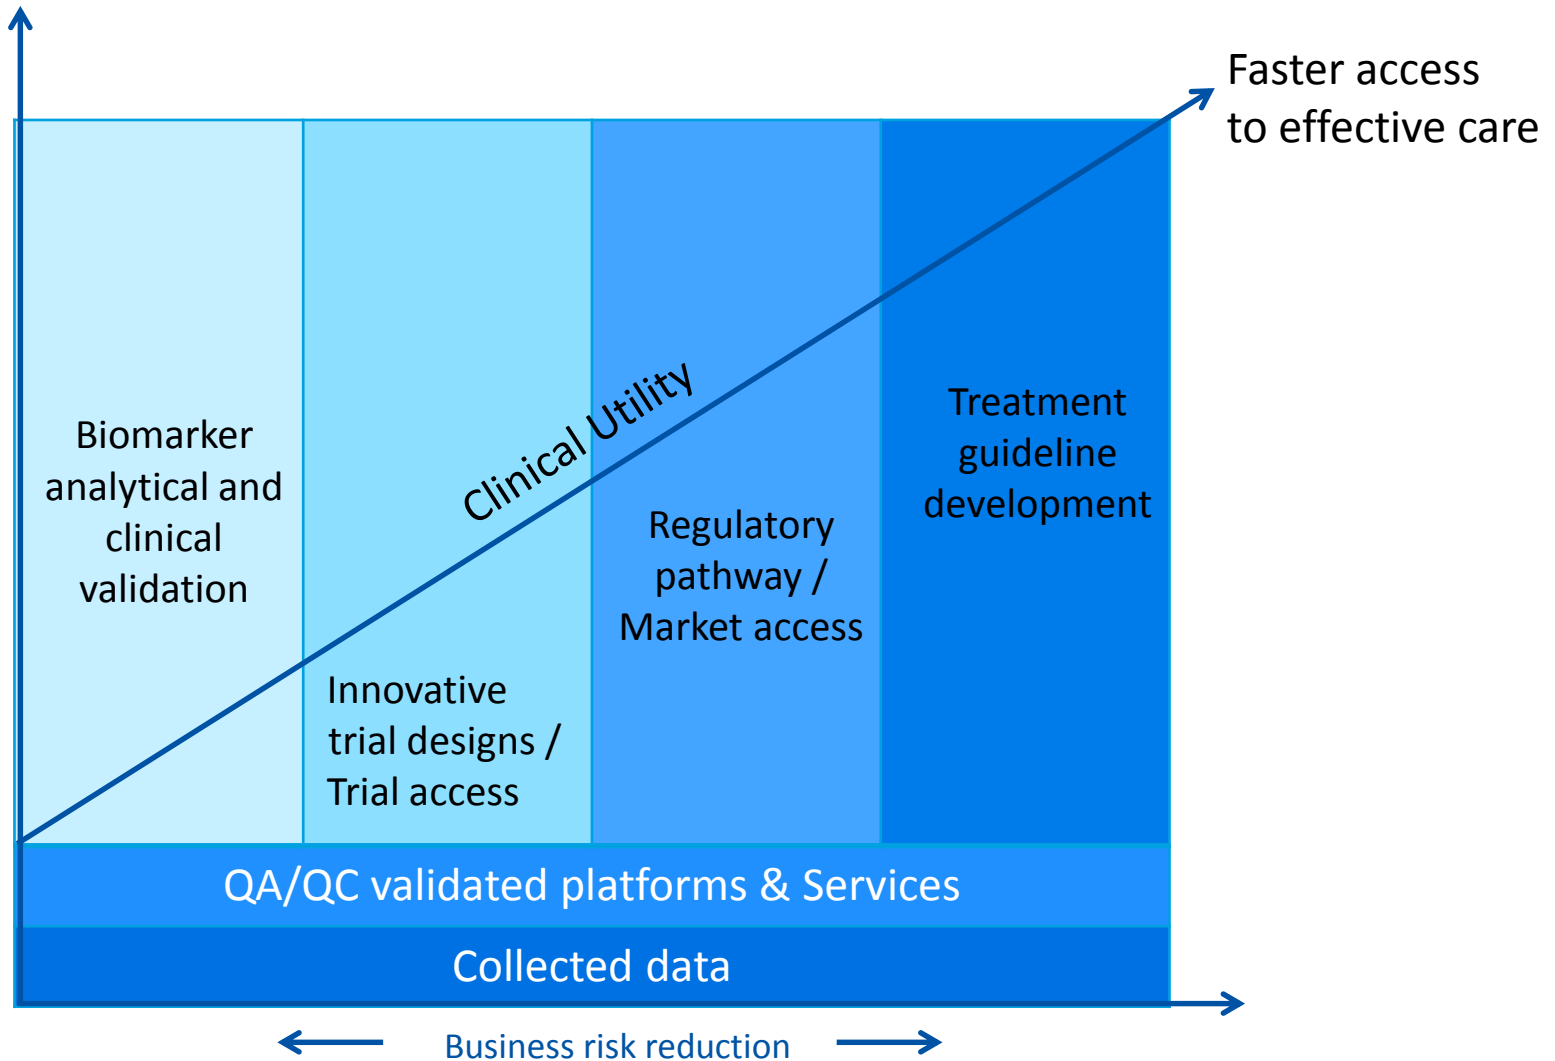 Faster access
to effective care
Clinical Utility
Biomarker
analytical and
clinical
validation
Innovative
trial designs /
Trial access
Regulatory
pathway /
Market access
Treatment
guideline
development
QA/QC validated platforms & Services
Collected data
Business risk reduction